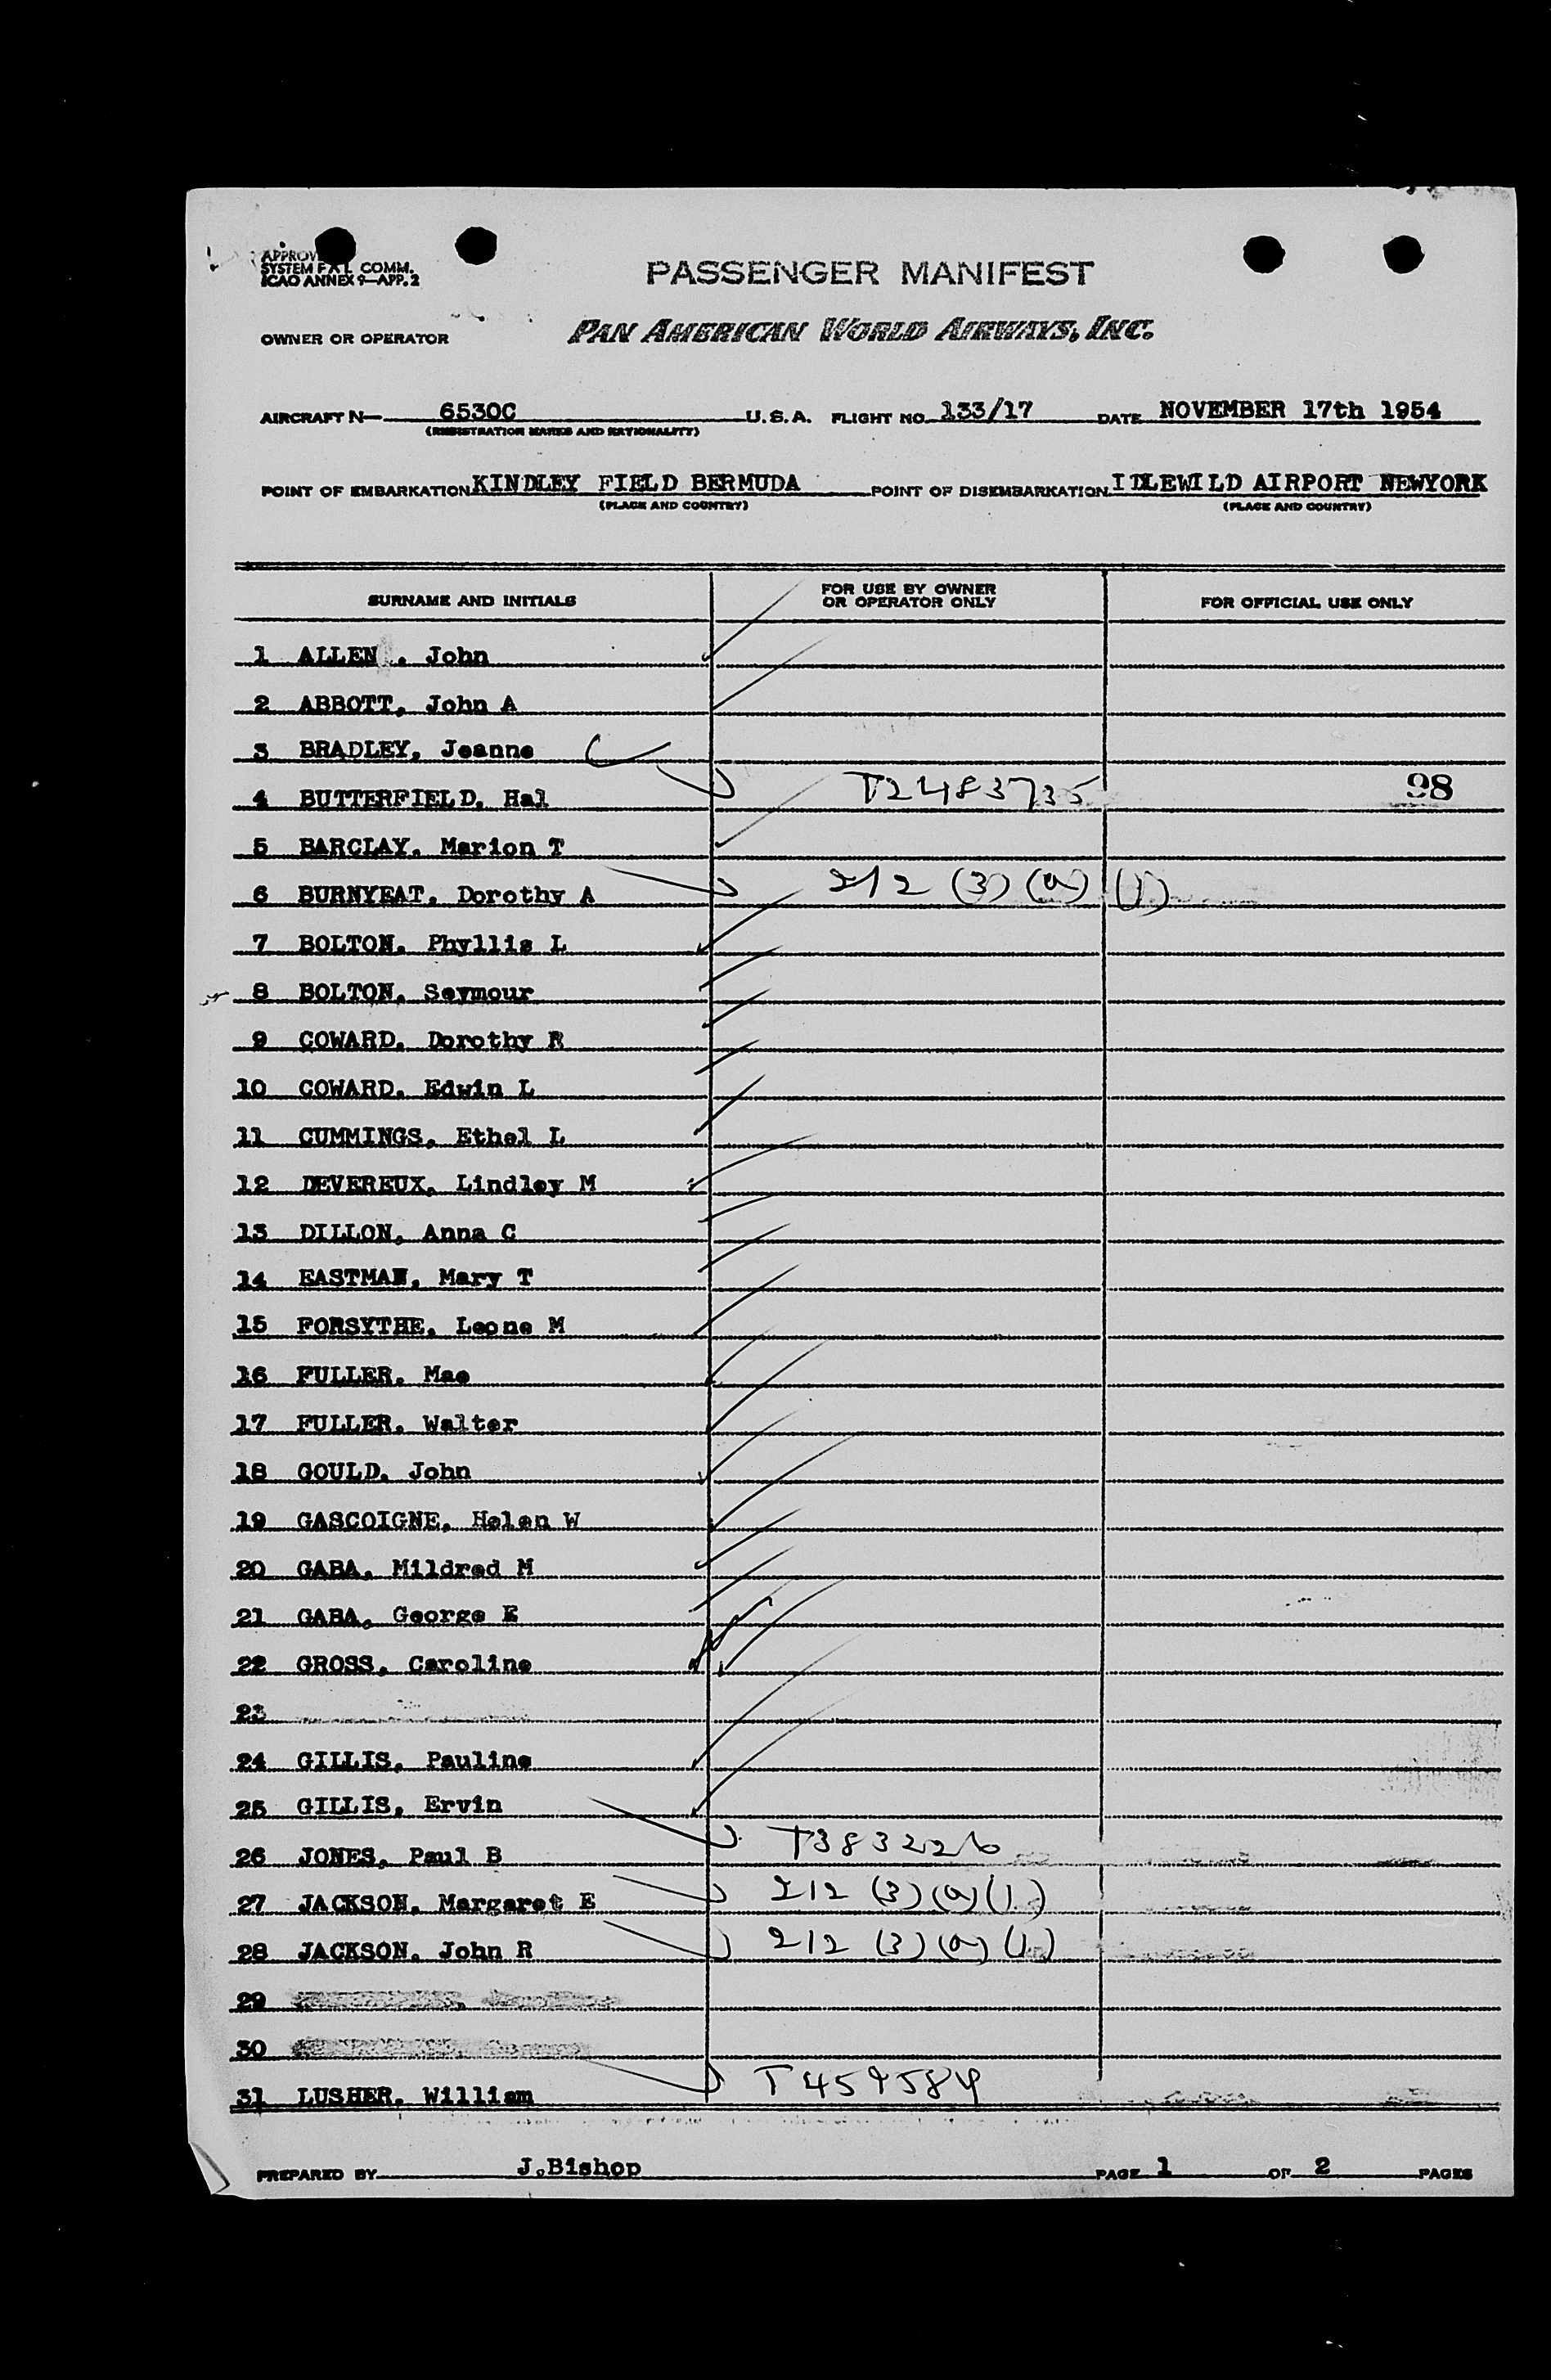 SYSTEM F A L COMM.
ICAO ANNEX 9—APP. 2
PASSENGER MANIFEST
OWNER OR OPERATOR PAN AMERICAN WORLD AIRWAYS, INC.
AIRCRAFT N— 6530C U.S.A. FLIGHT NO. 133/17 DATE NOVEMBER 17th 1954
(REGISTRATION MARKS AND NATIONALITY)
POINT OF EMBARKATION KINDLEY FIELD BERMUDA POINT OF DISEMBARKATION IDLEWILD AIRPORT NEWYORK
(PLACE AND COUNTRY) (PLACE AND COUNTRY)
SURNAME AND INITIALS FOR USE BY OWNER OR OPERATOR ONLY FOR OFFICIAL USE ONLY
1 ALLEN . John
2 ABBOTT, John A
3 BRADLEY, Jeanne
4 BUTTERFIELD, Hal T2483735 98
5 BARCLAY, Marion T
6 BURNYEAT, Dorothy A 212 (3) (a) (1)
7 BOLTON, Phyllis L
8 BOLTON, Seymour
9 COWARD, Dorothy R
10 COWARD, Edwin L
11 CUMMINGS, Ethel L
12 DEVEREUX, Lindley M
13 DILLON, Anna C
14 EASTMAN, Mary T
15 FORSYTHE, Leone M
16 FULLER, Mae
17 FULLER, Walter
18 GOULD, John
19 GASCOIGNE, Helen W
20 GABA, Mildred M
21 GABA, George E
22 GROSS, Caroline
23
24 GILLIS, Pauline
25 GILLIS, Ervin
26 JONES, Paul B T383226
27 JACKSON, Margaret E 212 (3) (a) (1)
28 JACKSON, John R 212 (3) (a) (1)
29
30
31 LUSHER, William T459584
PREPARED BY J.Bishop PAGE 1 OF 2 PAGES